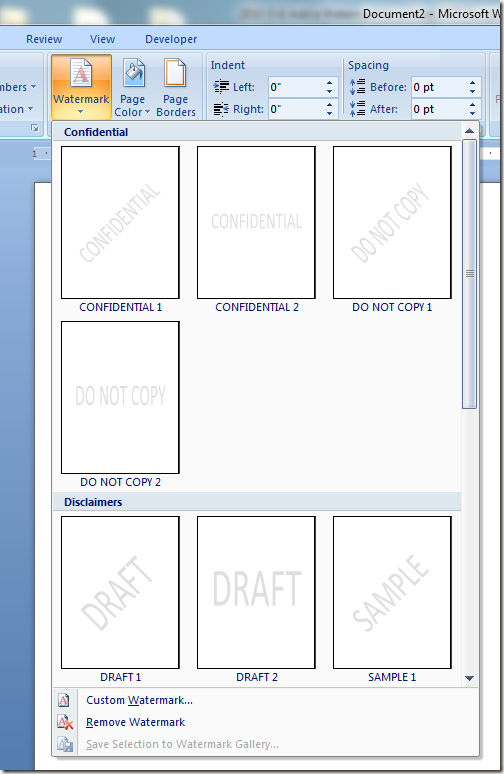 Document2 - Microsoft W
Review View Developer
Indent Spacing
mbers Watermark Page Color Page Borders Left: 0" Before: 0 pt
ation Right: 0" After: 0 pt
1
Confidential
CONFIDENTIAL CONFIDENTIAL DO NOT COPY
CONFIDENTIAL 1 CONFIDENTIAL 2 DO NOT COPY 1
DO NOT COPY
DO NOT COPY 2
Disclaimers
DRAFT DRAFT SAMPLE
DRAFT 1 DRAFT 2 SAMPLE 1
Custom Watermark...
Remove Watermark
Save Selection to Watermark Gallery...